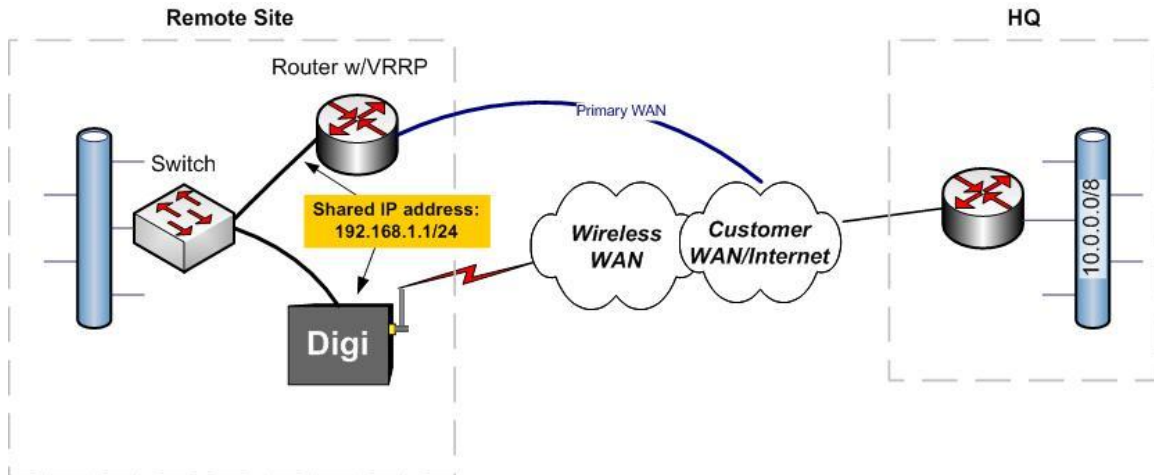 Remote Site
HQ
Router w/VRRP
Primary WAN
Switch
Shared IP address:
192.168.1.1/24
Wireless
WAN
Customer
WAN/Internet
10.0.0.0/8
Digi